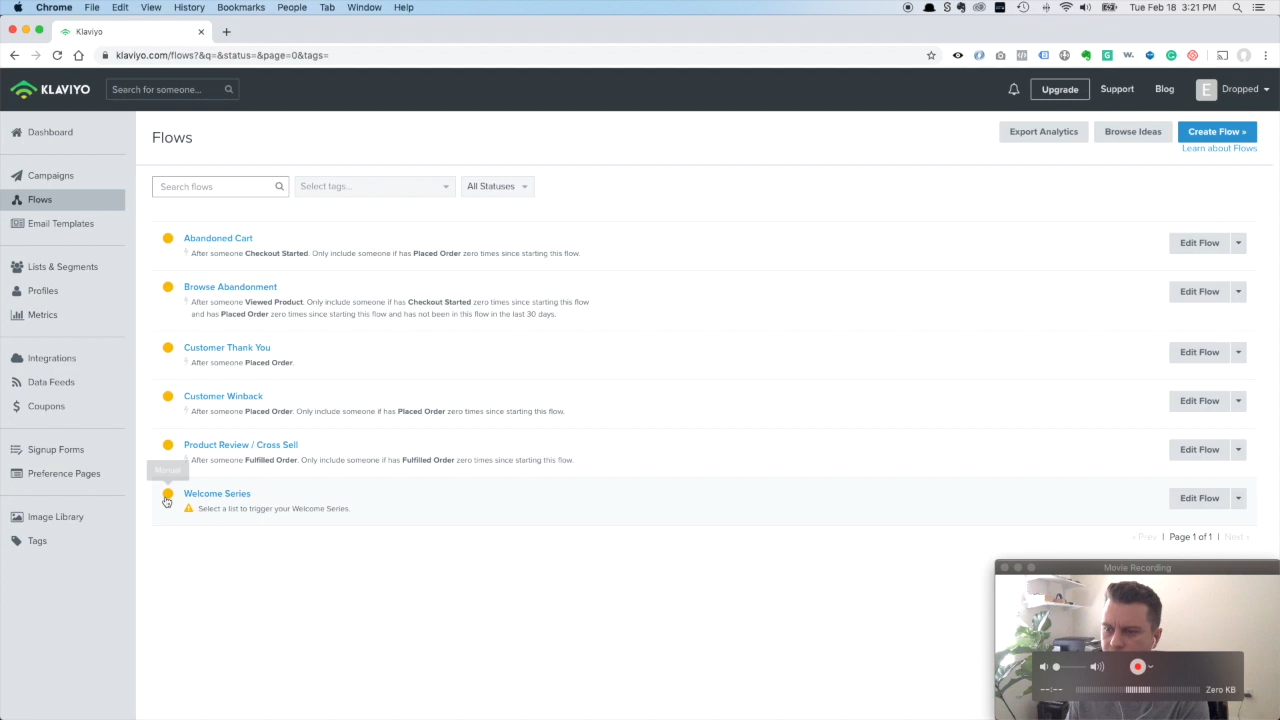 Chrome File Edit View History Bookmarks People Tab Window Help
Tue Feb 18 3:21 PM
Klaviyo
klaviyo.com/flows?&q=&status=&page=0&tags=
KLAVIYO
Search for someone...
Upgrade Support Blog E Dropped
Dashboard
Campaigns
Flows
Email Templates
Lists & Segments
Profiles
Metrics
Integrations
Data Feeds
Coupons
Signup Forms
Preference Pages
Image Library
Tags
Flows
Export Analytics Browse Ideas Create Flow »
Learn about Flows
Search flows Select tags... All Statuses
Abandoned Cart
After someone Checkout Started. Only include someone if has Placed Order zero times since starting this flow.
Edit Flow
Browse Abandonment
After someone Viewed Product. Only include someone if has Checkout Started zero times since starting this flow
and has Placed Order zero times since starting this flow and has not been in this flow in the last 30 days.
Edit Flow
Customer Thank You
After someone Placed Order.
Edit Flow
Customer Winback
After someone Placed Order. Only include someone if has Placed Order zero times since starting this flow.
Edit Flow
Product Review / Cross Sell
After someone Fulfilled Order. Only include someone if has Fulfilled Order zero times since starting this flow.
Edit Flow
Manual
Welcome Series
Select a list to trigger your Welcome Series.
Edit Flow
« Prev | Page 1 of 1 | Next »
Movie Recording
--:--
Zero KB